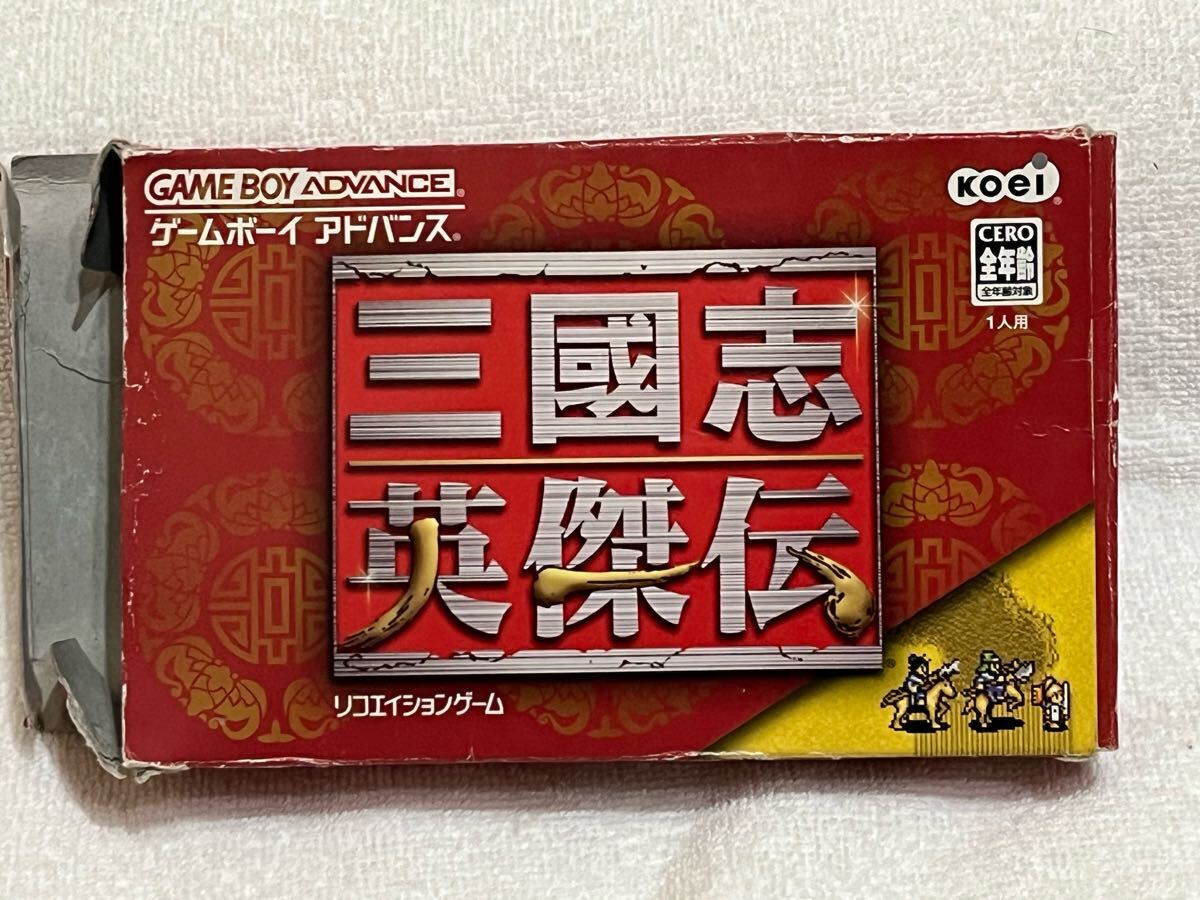 GAME BOY ADVANCE®
ゲームボーイ アドバンス®
KOEI®
CERO
全年齢
全年齢対象
1人用
三國志
英傑伝
®
リコエイションゲーム